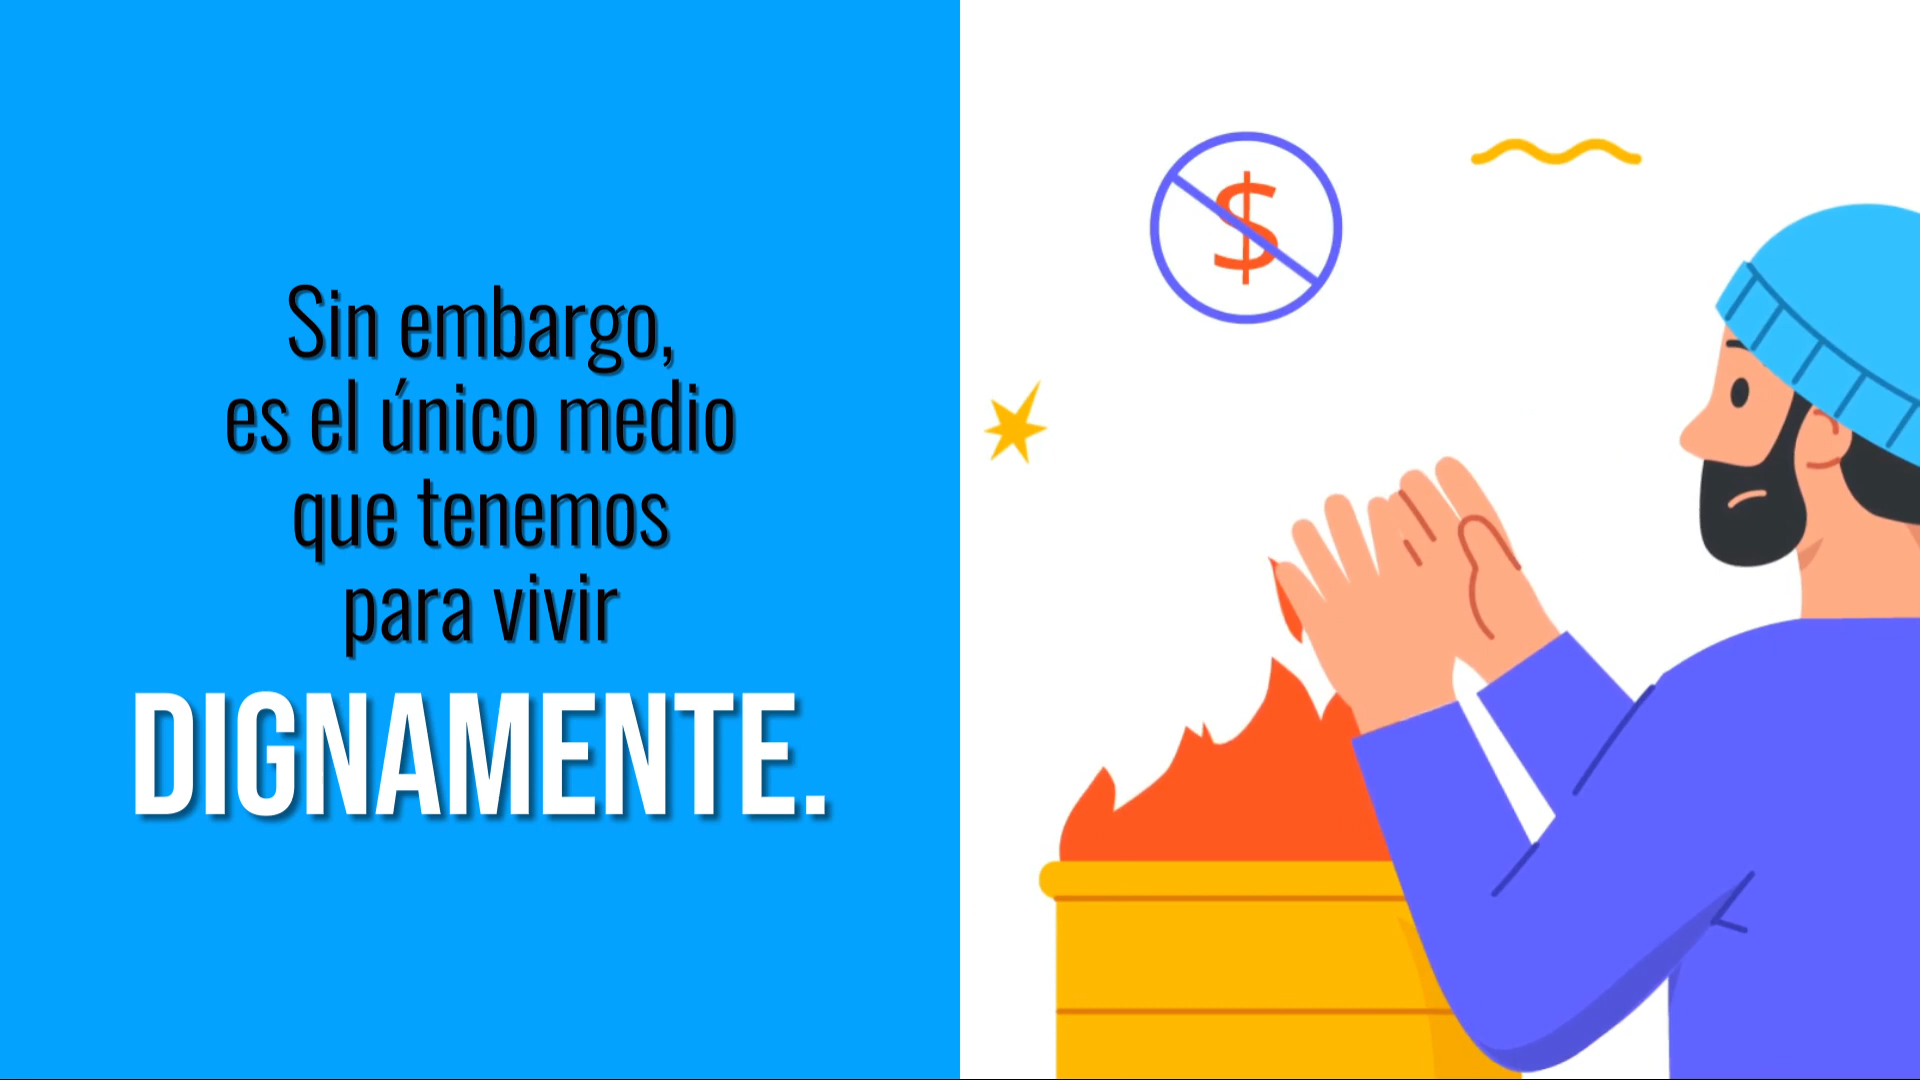 Sin embargo,
es el único medio
que tenemos
para vivir
DIGNAMENTE.
$